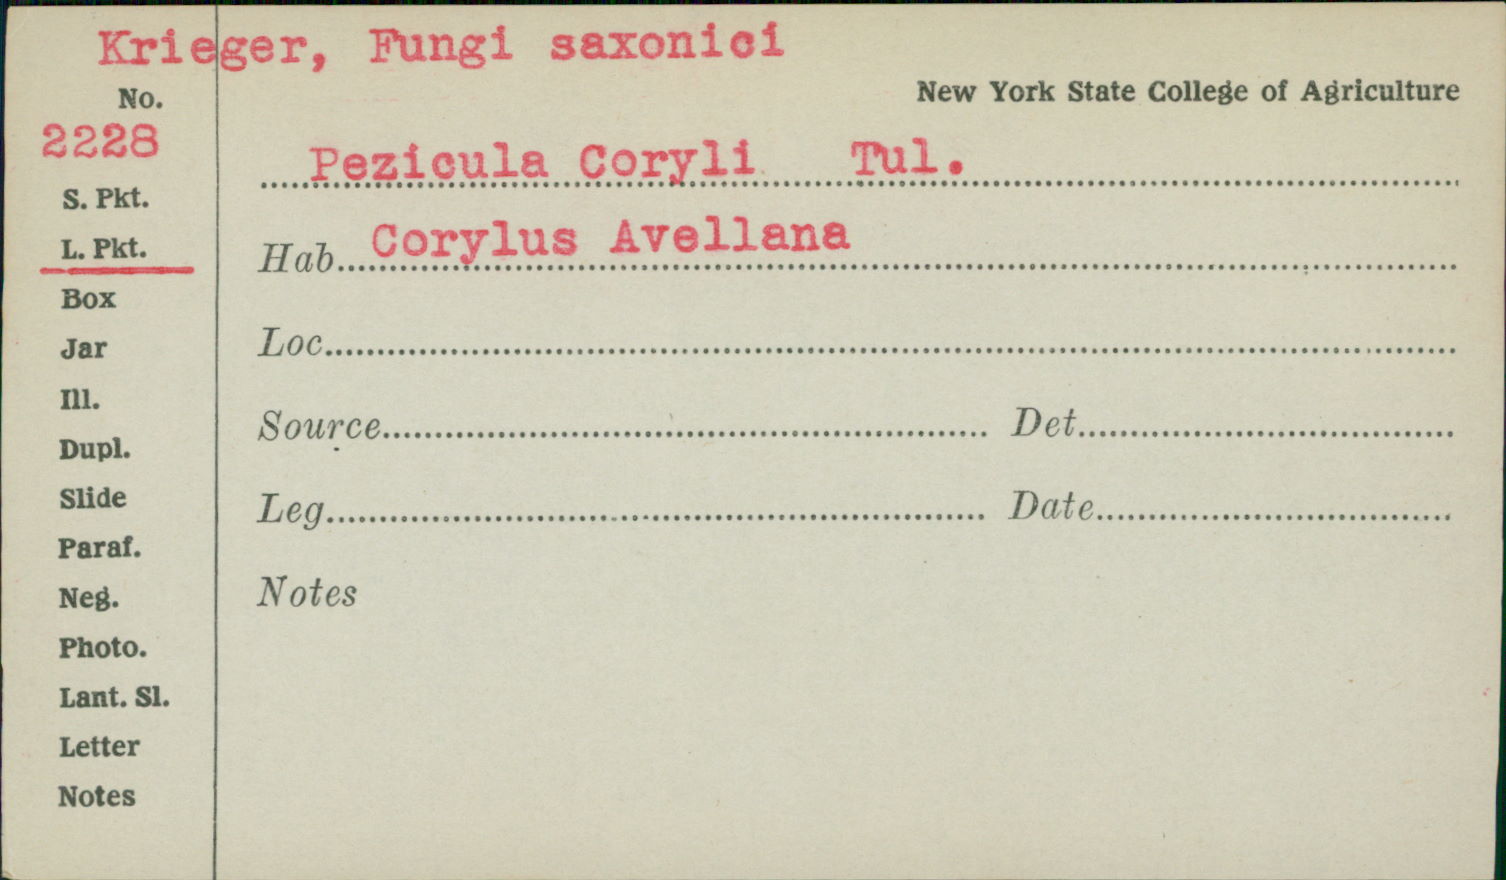 Krieger, Fungi saxonici
No.
New York State College of Agriculture
2228
Pezicula Coryli Tul.
S. Pkt.
L. Pkt.
Hab. Corylus Avellana
Box
Jar
Loc.
Ill.
Dupl.
Source Det.
Slide
Leg. Date
Paraf.
Neg.
Notes
Photo.
Lant. Sl.
Letter
Notes